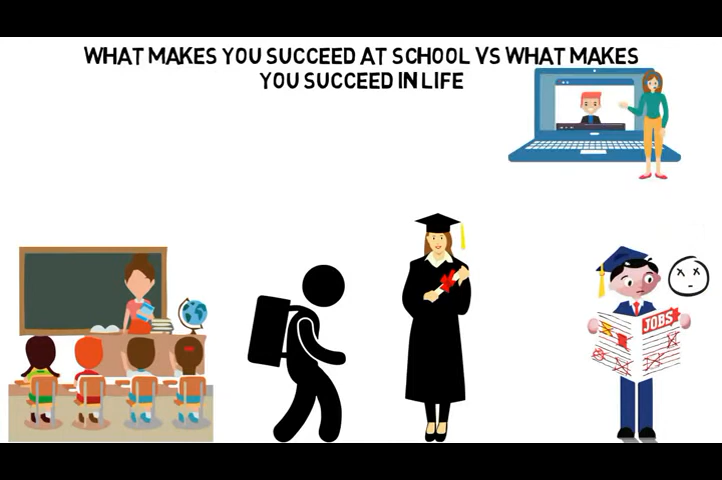 WHAT MAKES YOU SUCCEED AT SCHOOL VS WHAT MAKES
YOU SUCCEED IN LIFE
JOBS